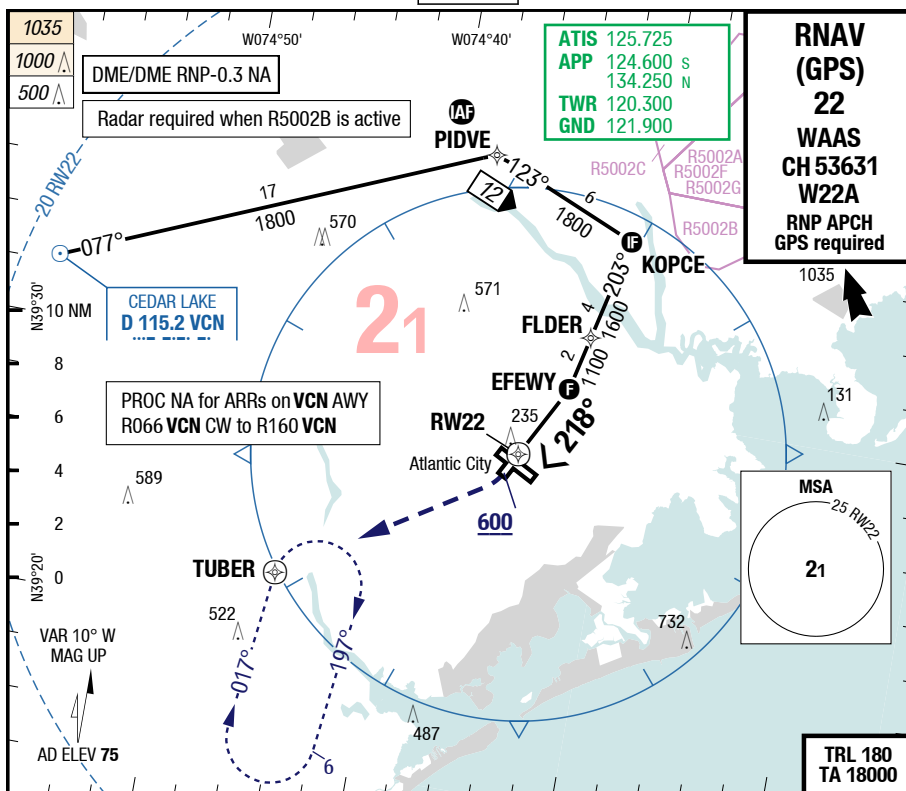 1035
1000
500
W074°50'
W074°40'
DME/DME RNP-0.3 NA
Radar required when R5002B is active
ATIS 125.725
APP 124.600 S
134.250 N
TWR 120.300
GND 121.900
RNAV
(GPS)
22
WAAS
CH 53631
W22A
RNP APCH
GPS required
R5002C
R5002A
R5002F
R5002G
R5002B
IAF
PIDVE
20 RW22
17
1800
077°
123°
6
1800
12
IF
KOPCE
570
571
1035
203°
4
1600
FLDER
2
1100
EFEWY
F
218°
CEDAR LAKE
D 115.2 VCN
N39°30'
10 NM
8
6
4
2
0
N39°20'
21
PROC NA for ARRs on VCN AWY
R066 VCN CW to R160 VCN
RW22
235
131
Atlantic City
600
589
MSA
25 RW22
21
TUBER
522
732
017°
197°
487
6
VAR 10° W
MAG UP
AD ELEV 75
TRL 180
TA 18000